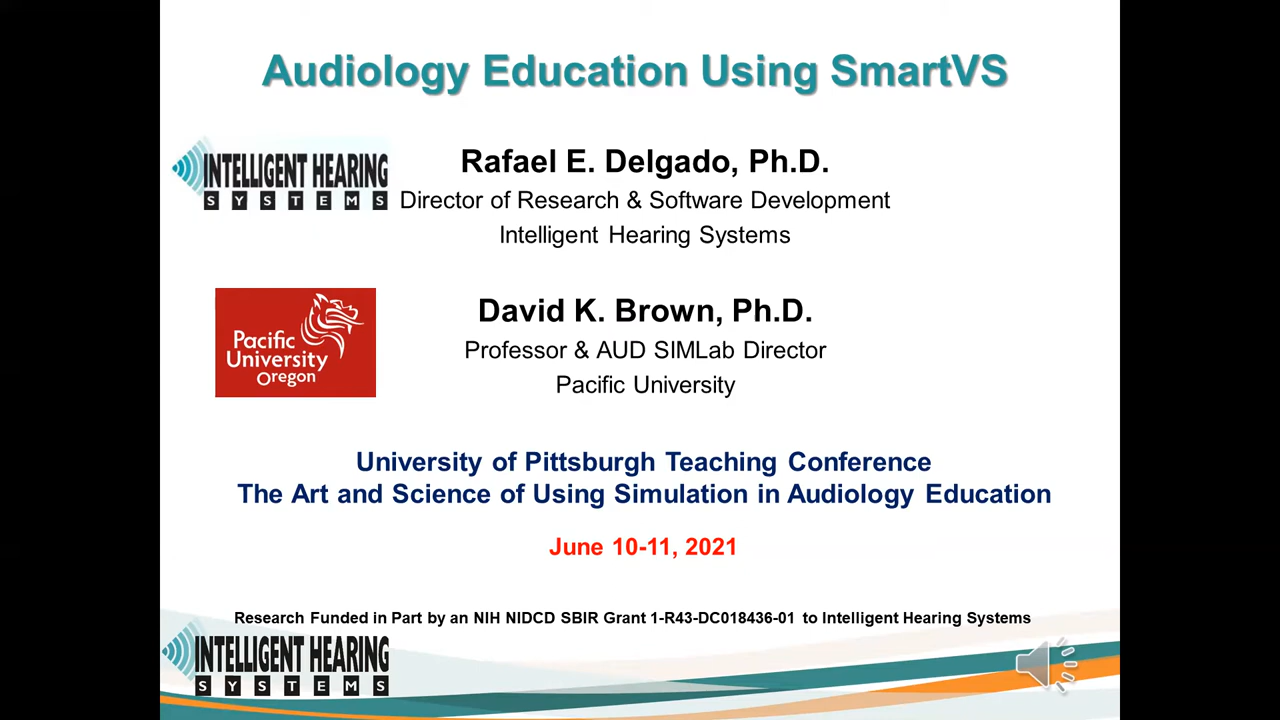 Audiology Education Using SmartVS
INTELLIGENT HEARING
SYSTEMS
Rafael E. Delgado, Ph.D.
Director of Research & Software Development
Intelligent Hearing Systems
Pacific
University
Oregon
David K. Brown, Ph.D.
Professor & AUD SIMLab Director
Pacific University
University of Pittsburgh Teaching Conference
The Art and Science of Using Simulation in Audiology Education
June 10-11, 2021
Research Funded in Part by an NIH NIDCD SBIR Grant 1-R43-DC018436-01 to Intelligent Hearing Systems
INTELLIGENT HEARING
SYSTEMS